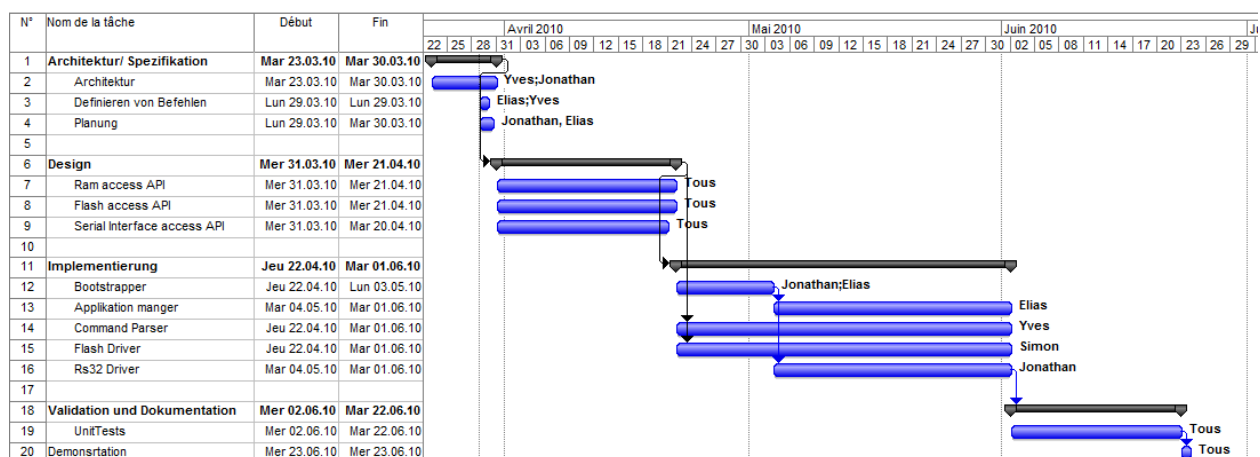 N° Nom de la tâche Début Fin Avril 2010 Mai 2010 Juin 2010
22 25 28 31 03 06 09 12 15 18 21 24 27 30 03 06 09 12 15 18 21 24 27 30 02 05 08 11 14 17 20 23 26 29
1 Architektur/ Spezifikation Mar 23.03.10 Mar 30.03.10
2 Architektur Mar 23.03.10 Mar 30.03.10 Yves;Jonathan
3 Definieren von Befehlen Lun 29.03.10 Lun 29.03.10 Elias;Yves
4 Planung Lun 29.03.10 Mar 30.03.10 Jonathan, Elias
5
6 Design Mer 31.03.10 Mer 21.04.10
7 Ram access API Mer 31.03.10 Mer 21.04.10 Tous
8 Flash access API Mer 31.03.10 Mer 21.04.10 Tous
9 Serial Interface access API Mer 31.03.10 Mar 20.04.10 Tous
10
11 Implementierung Jeu 22.04.10 Mar 01.06.10
12 Bootstrapper Jeu 22.04.10 Lun 03.05.10 Jonathan;Elias
13 Applikation manger Mar 04.05.10 Mar 01.06.10 Elias
14 Command Parser Jeu 22.04.10 Mar 01.06.10 Yves
15 Flash Driver Jeu 22.04.10 Mar 01.06.10 Simon
16 Rs32 Driver Mar 04.05.10 Mar 01.06.10 Jonathan
17
18 Validation und Dokumentation Mer 02.06.10 Mar 22.06.10
19 UnitTests Mer 02.06.10 Mar 22.06.10 Tous
20 Demonsrtation Mer 23.06.10 Mer 23.06.10 Tous